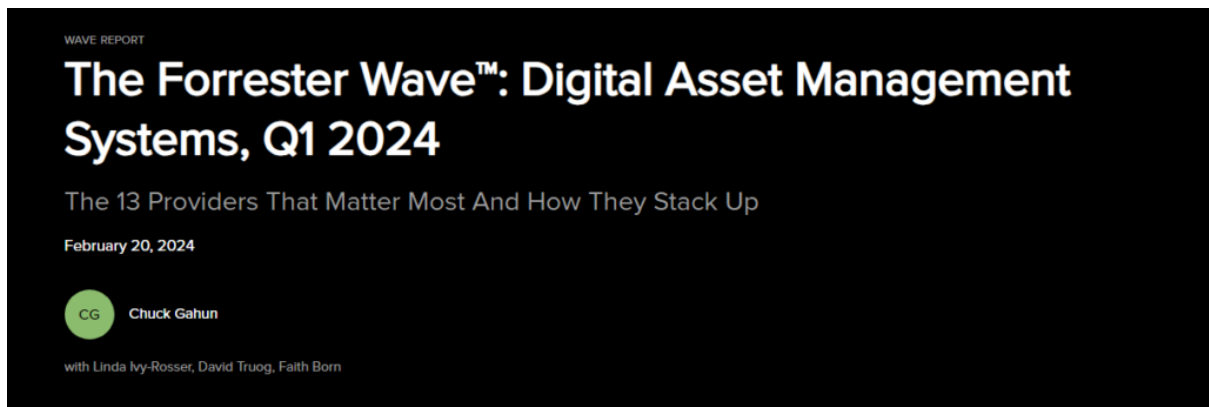 WAVE REPORT
The Forrester Wave™: Digital Asset Management
Systems, Q1 2024
The 13 Providers That Matter Most And How They Stack Up
February 20, 2024
CG
Chuck Gahun
with Linda Ivy-Rosser, David Truog, Faith Born